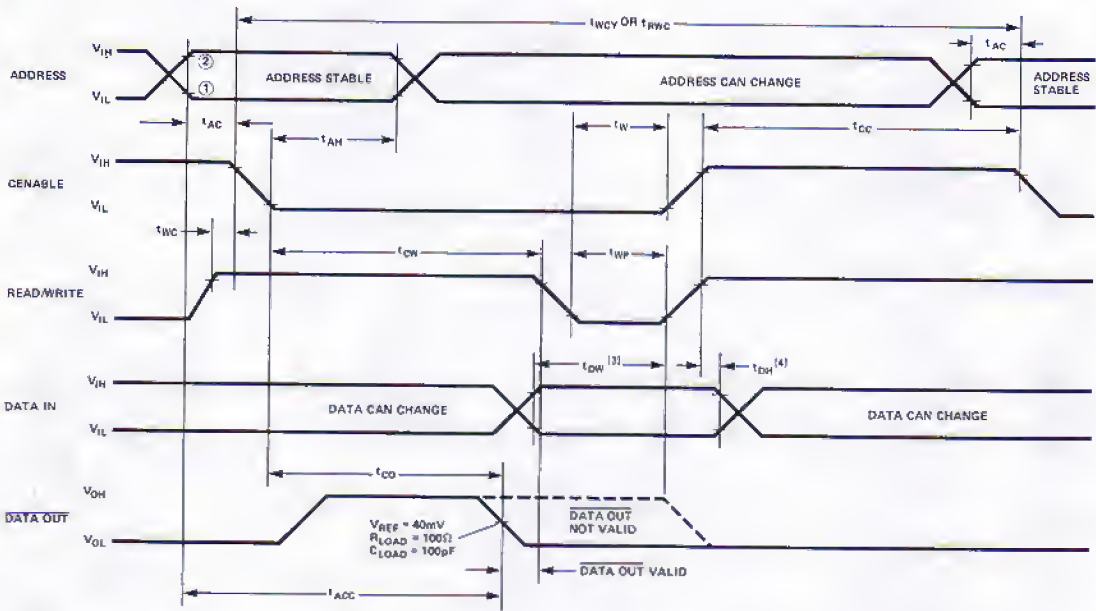 tWCY OR tRWC
VIH
tAC
ADDRESS
②
①
ADDRESS STABLE
ADDRESS CAN CHANGE
ADDRESS
STABLE
VIL
tAC
tAH
tW
tCC
VIH
CENABLE
VIL
tWC
tCW
tWP
VIH
READ/WRITE
VIL
tDW (3)
tDH (4)
VIH
DATA IN
DATA CAN CHANGE
DATA CAN CHANGE
VIL
tCO
VOH
DATA OUT
VREF = 40mV
RLOAD = 100Ω
CLOAD = 100pF
DATA OUT
NOT VALID
VOL
DATA OUT VALID
tACC